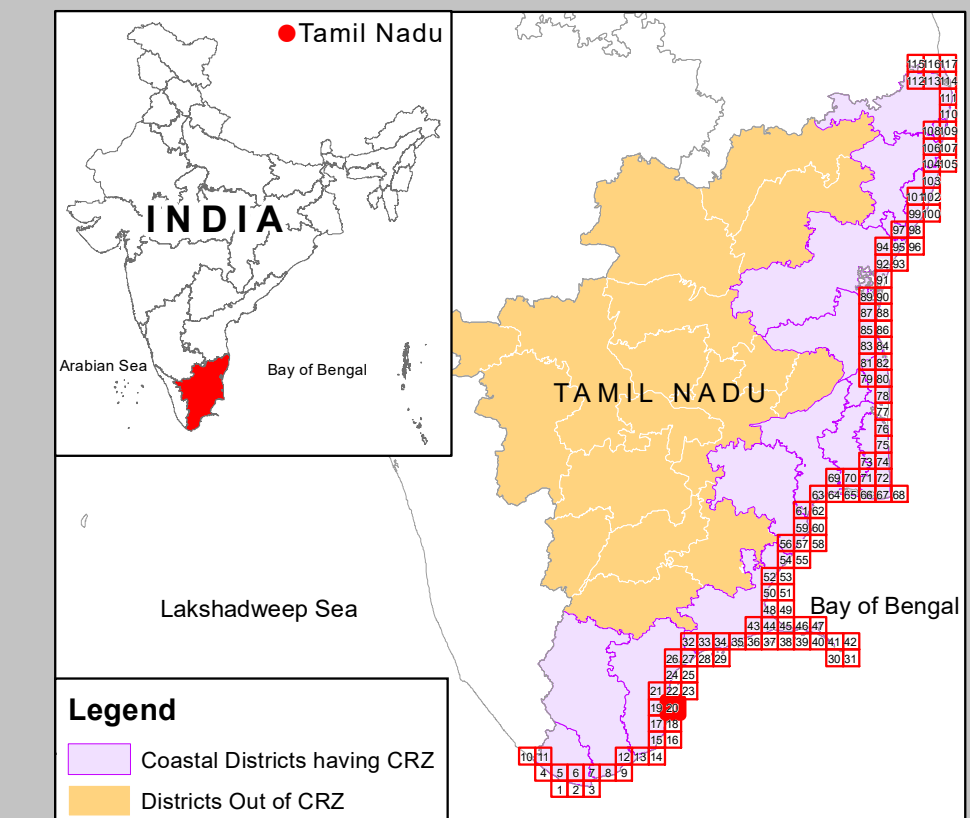 Tamil Nadu
INDIA
Arabian Sea
Bay of Bengal
TAMIL NADU
Lakshadweep Sea
Bay of Bengal
115 116 117
112 113 114
111
110
108 109
106 107
104 105
103
101 102
99 100
97 98
94 95 96
92 93
91
89 90
87 88
85 86
83 84
81 82
79 80
78
77
76
75
73 74
69 70 71 72
63 64 65 66 67 68
61 62
59 60
56 57 58
54 55
52 53
50 51
48 49
43 44 45 46 47
32 33 34 35 36 37 38 39 40 41 42
26 27 28 29 30 31
24 25
21 22 23
19 20
17 18
15 16
10 11 12 13 14
4 5 6 7 8 9
1 2 3
Legend
Coastal Districts having CRZ
Districts Out of CRZ